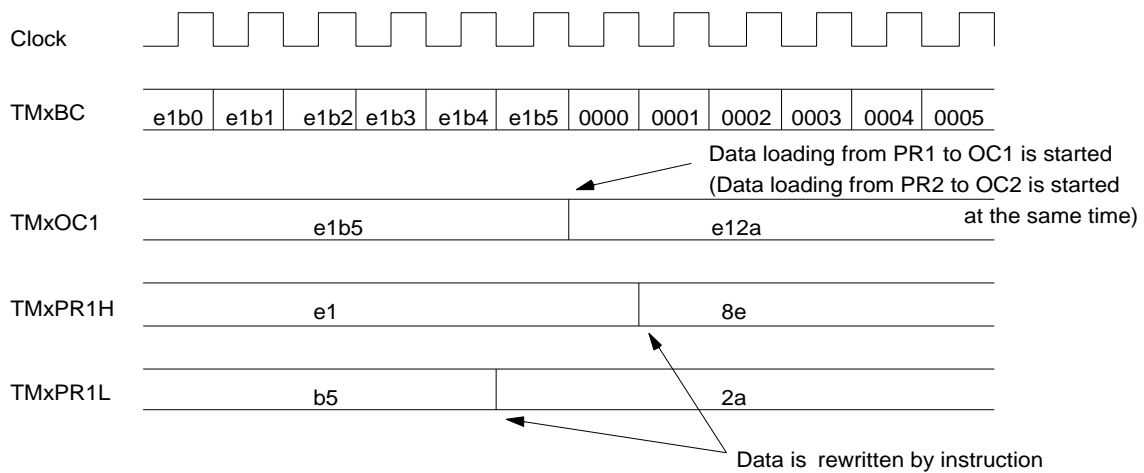 Clock
TMxBC e1b0 e1b1 e1b2 e1b3 e1b4 e1b5 0000 0001 0002 0003 0004 0005
Data loading from PR1 to OC1 is started
(Data loading from PR2 to OC2 is started
at the same time)
TMxOC1 e1b5 e12a
TMxPR1H e1 8e
TMxPR1L b5 2a
Data is rewritten by instruction